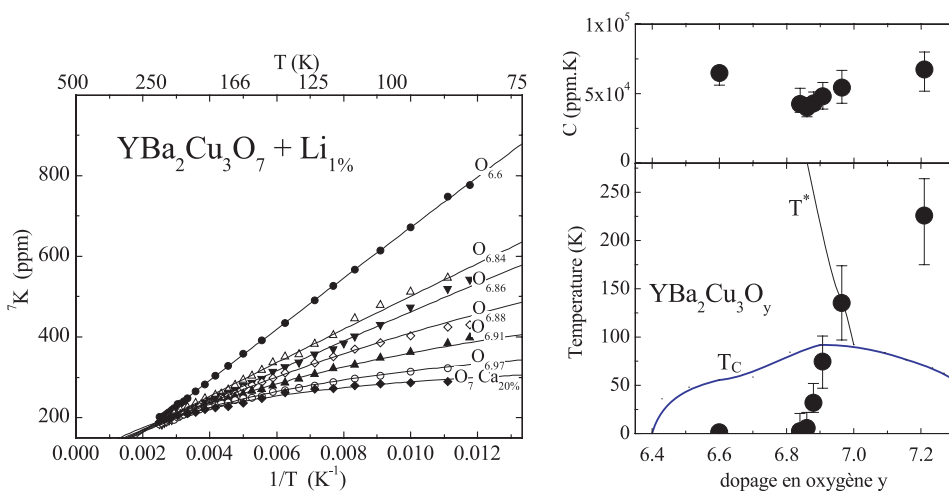 T (K)
500 250 166 125 100 75
YBa₂Cu₃O₇ + Li₁%
⁷K (ppm)
800
600
400
200
O₆.₆
O₆.₈₄
O₆.₈₆
O₆.₈₈
O₆.₉₁
O₆.₉₇
O₇ Ca₂₀%
0.000 0.002 0.004 0.006 0.008 0.010 0.012
1/T (K⁻¹)
C (ppm.K)
1x10⁵
5x10⁴
0
Temperature (K)
250
200
150
100
50
0
T*
YBa₂Cu₃Oy
T_C
6.4 6.6 6.8 7.0 7.2
dopage en oxygène y